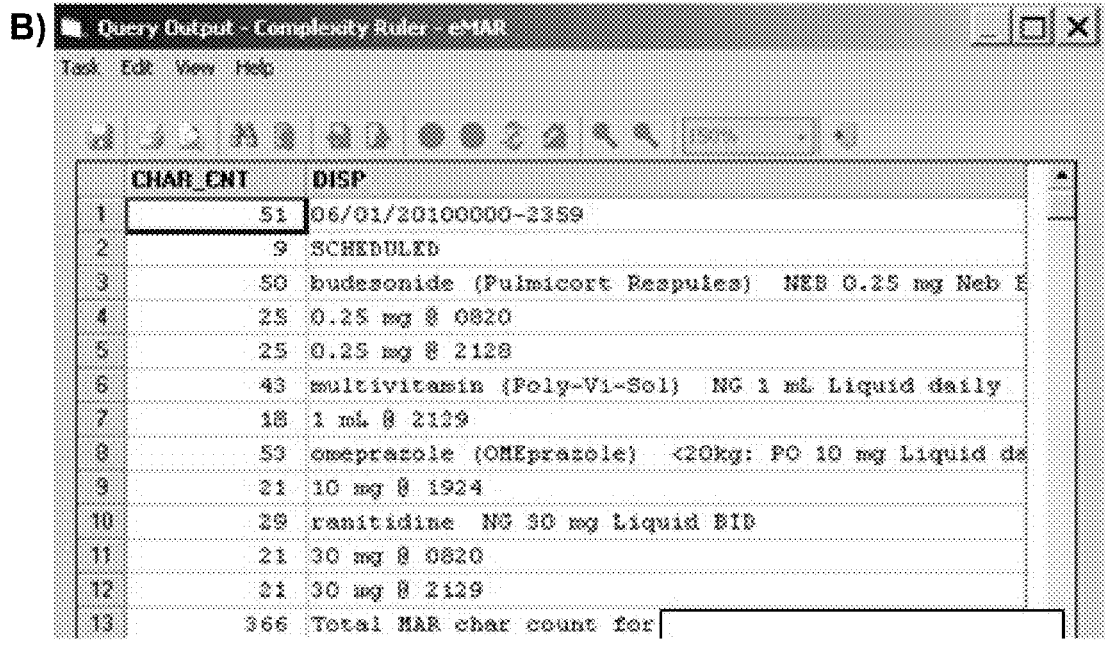 B)
Query Output - Complexity Ruler - eMAR
Task Edit View Help
CHAR_CNT DISP
1 51 06/01/20100000-2359
2 9 SCHEDULED
3 50 budesonide (Pulmicort Respules) NEB 0.25 mg Neb
4 25 0.25 mg @ 0820
5 25 0.25 mg @ 2128
6 43 multivitamin (Poly-Vi-Sol) NG 1 mL Liquid daily
7 18 1 mL @ 2129
8 53 omeprazole (OMEprazole) <20kg: PO 10 mg Liquid da
9 21 10 mg @ 1924
10 29 ranitidine NG 30 mg Liquid BID
11 21 30 mg @ 0820
12 21 30 mg @ 2129
13 366 Total MAR char count for